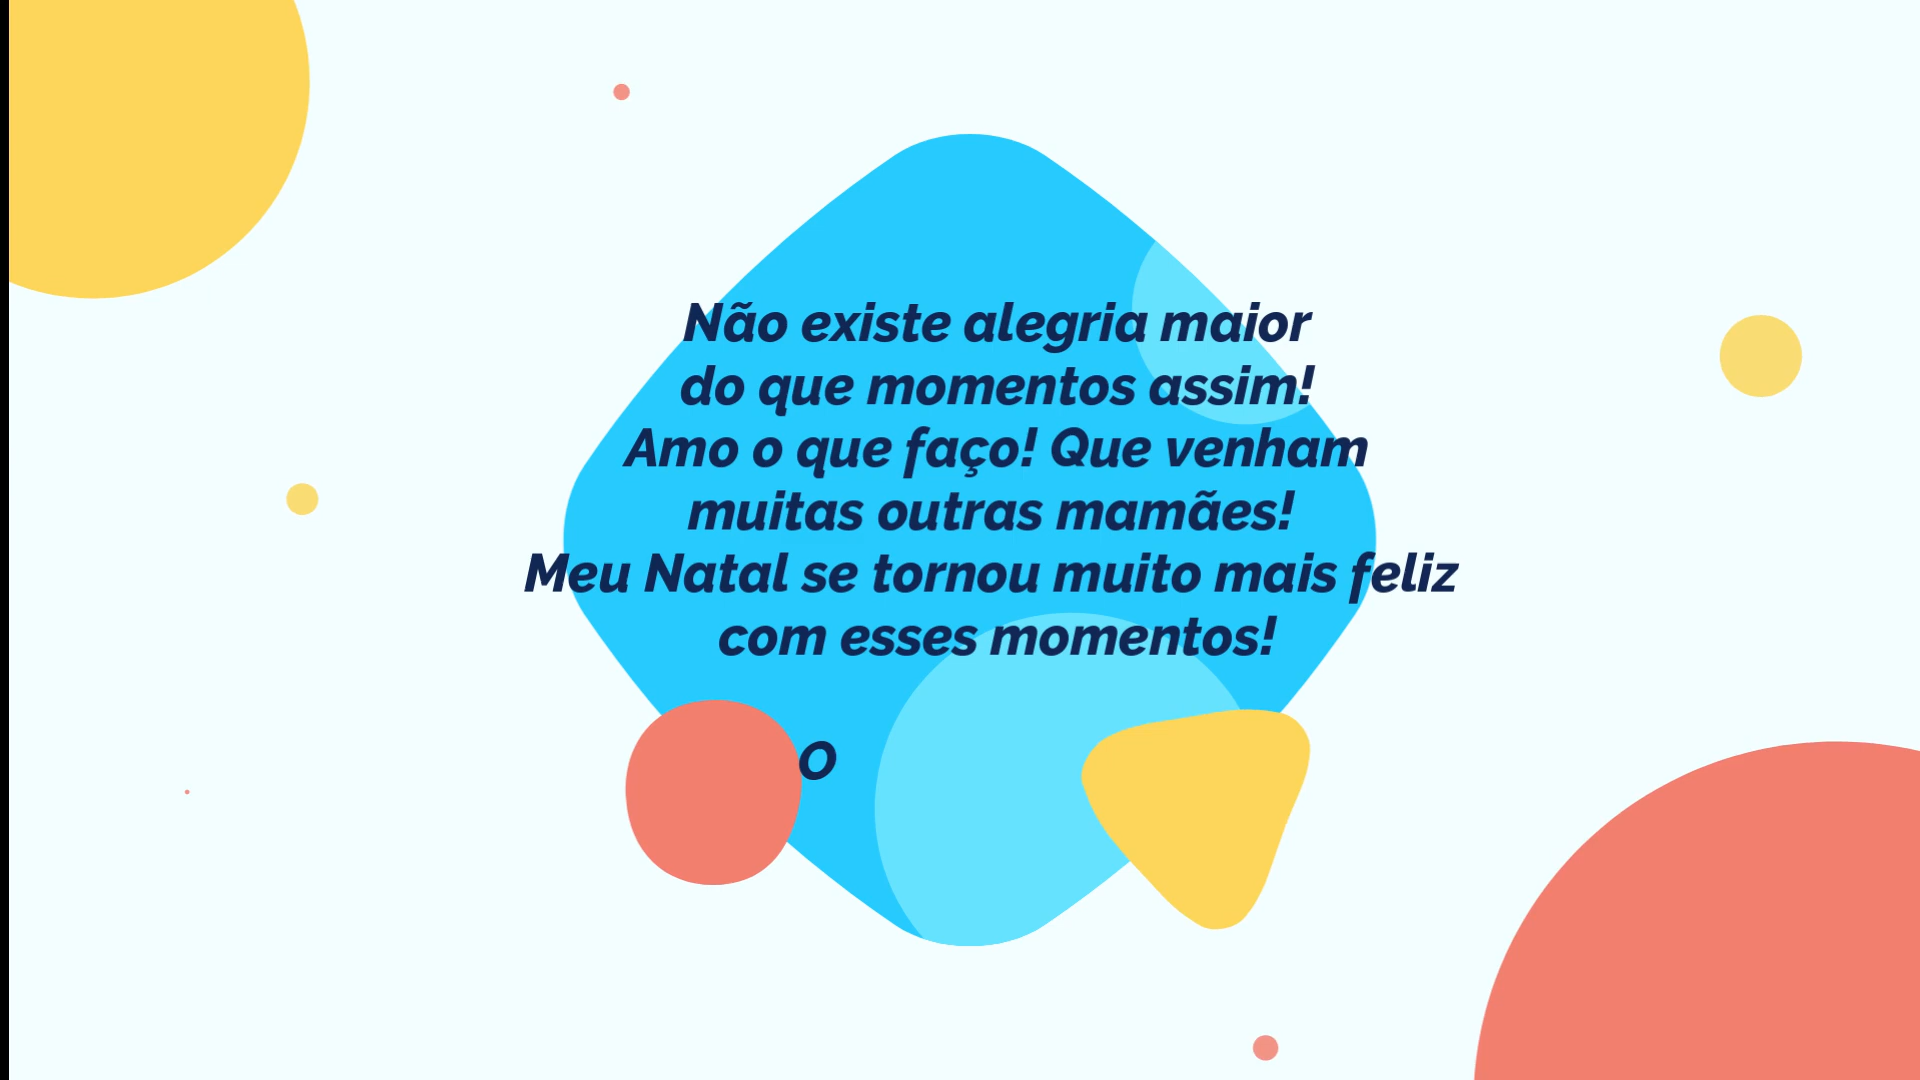 Não existe alegria maior
do que momentos assim!
Amo o que faço! Que venham
muitas outras mamães!
Meu Natal se tornou muito mais feliz
com esses momentos!
O